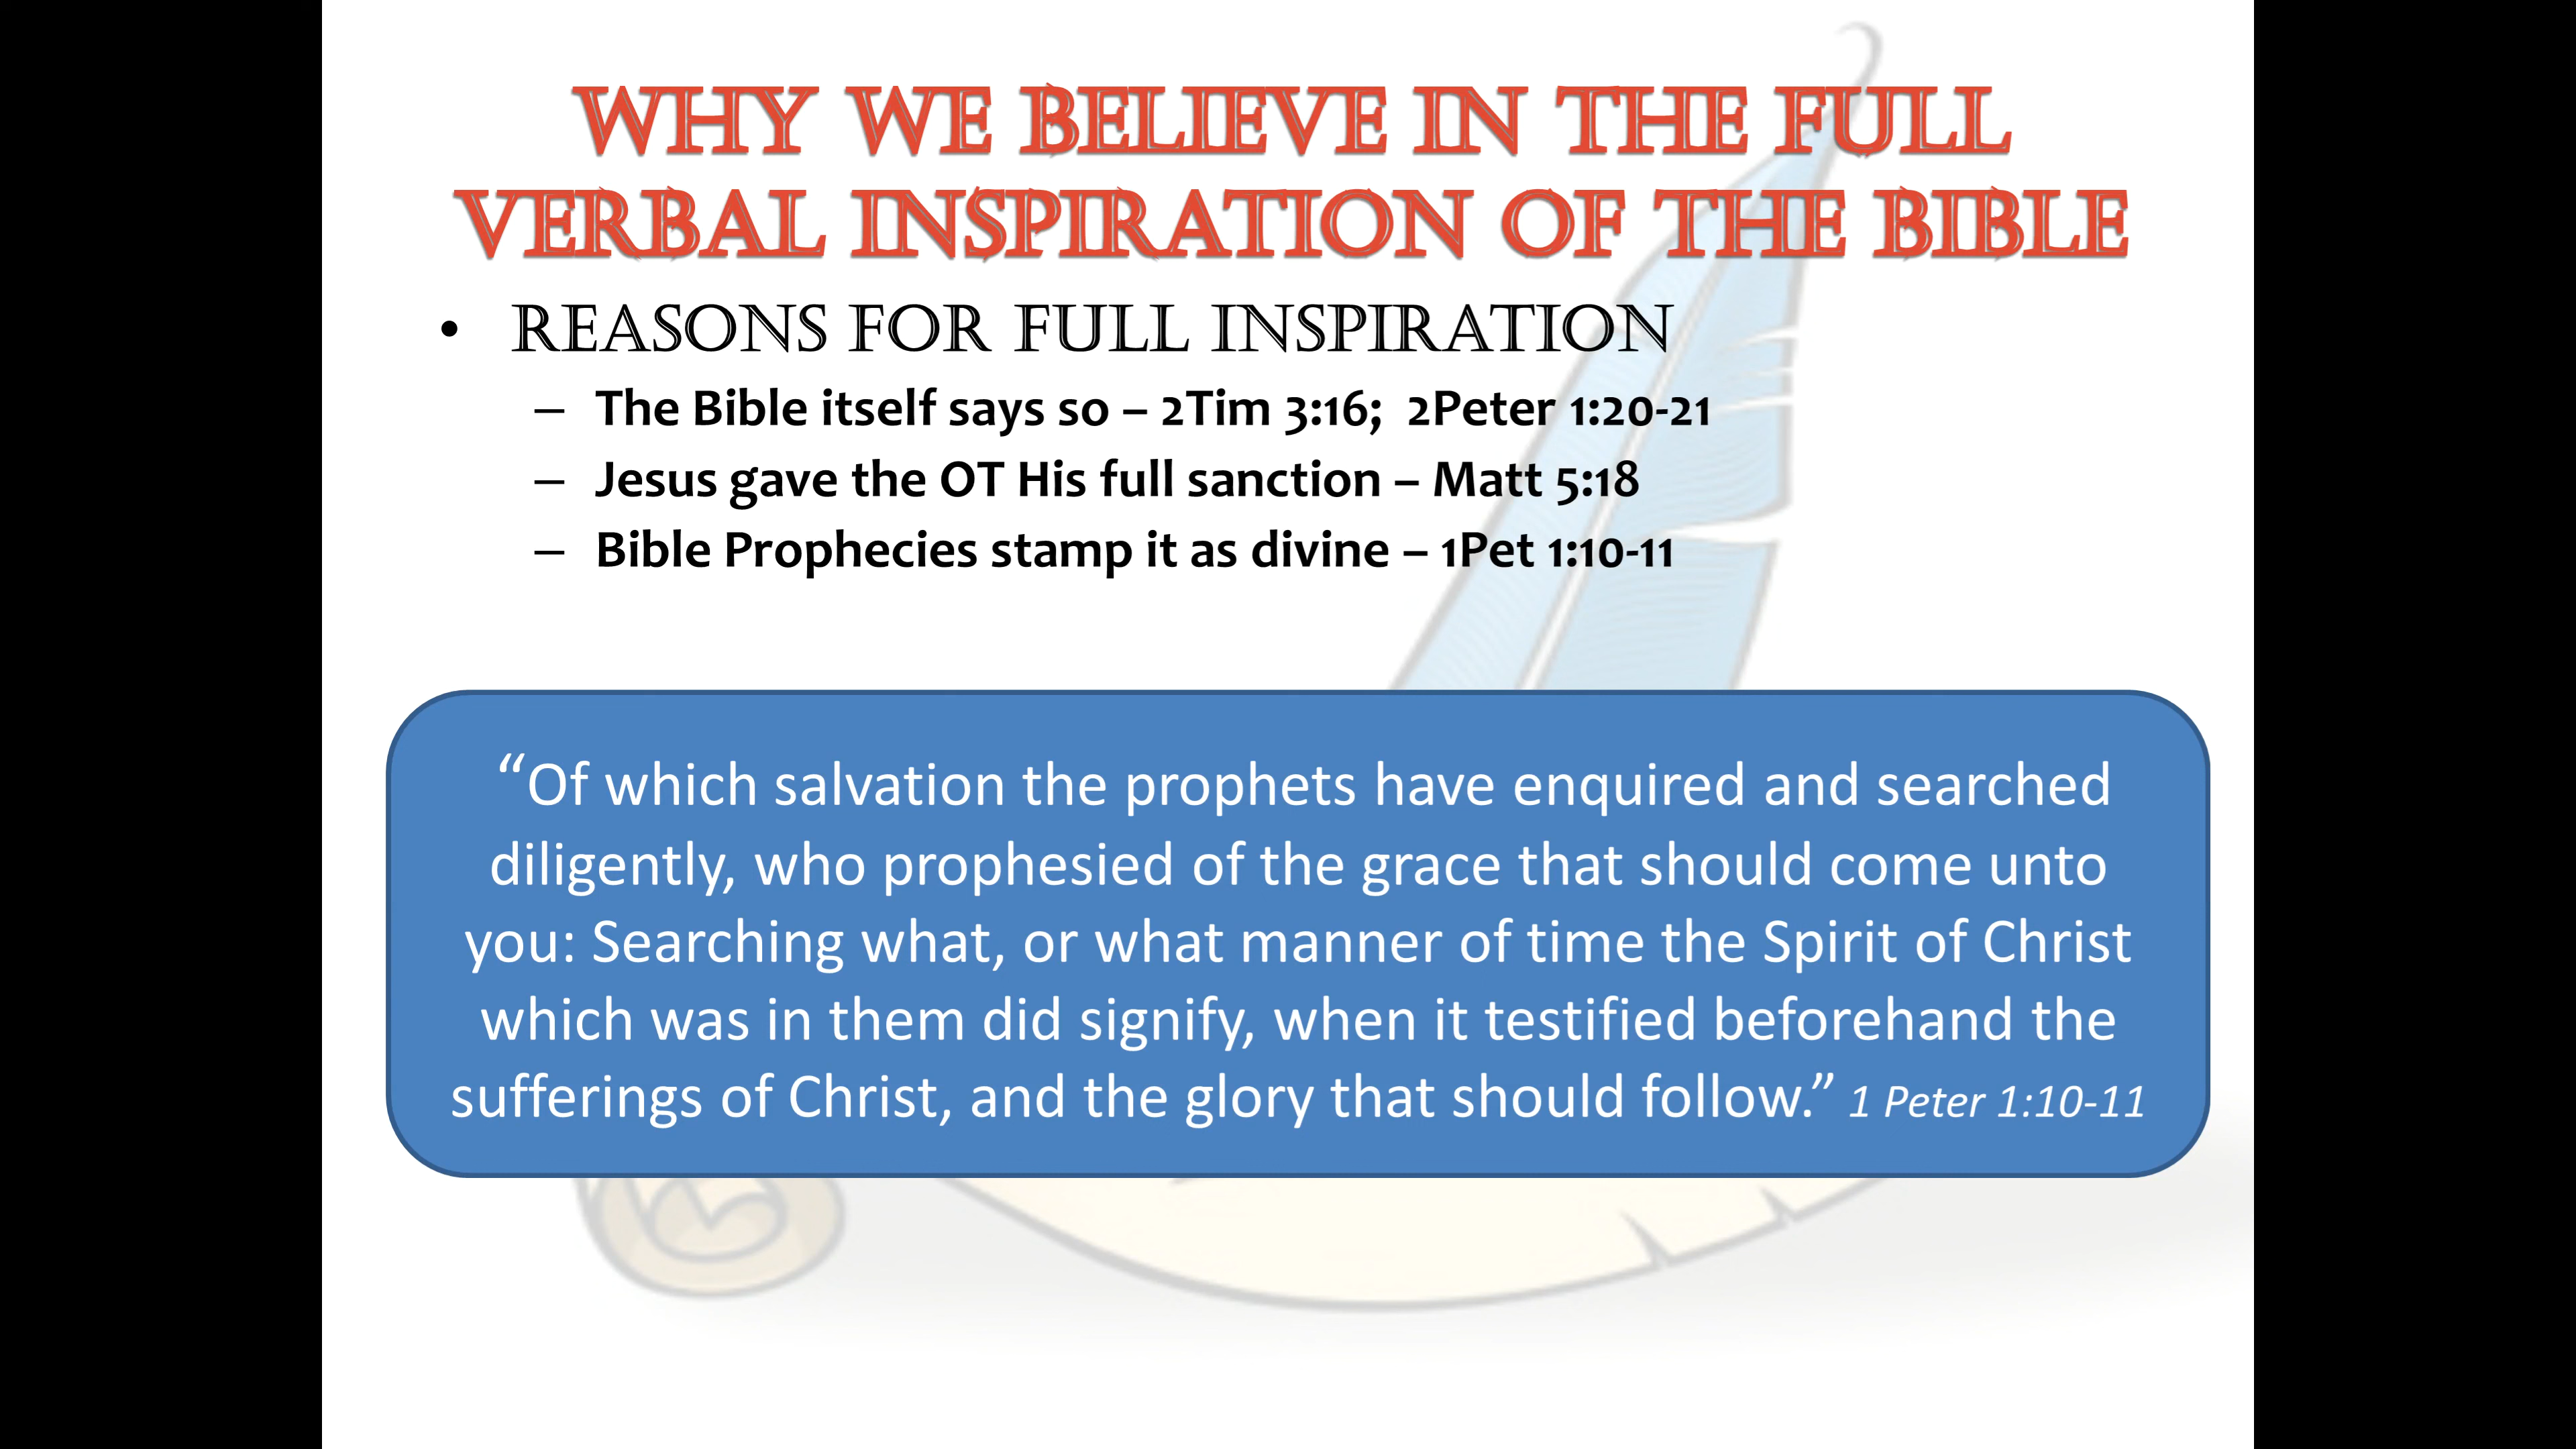 WHY WE BELIEVE IN THE FULL
VERBAL INSPIRATION OF THE BIBLE
• REASONS FOR FULL INSPIRATION
– The Bible itself says so – 2Tim 3:16;  2Peter 1:20-21
– Jesus gave the OT His full sanction – Matt 5:18
– Bible Prophecies stamp it as divine – 1Pet 1:10-11
“Of which salvation the prophets have enquired and searched
diligently, who prophesied of the grace that should come unto
you: Searching what, or what manner of time the Spirit of Christ
which was in them did signify, when it testified beforehand the
sufferings of Christ, and the glory that should follow.” 1 Peter 1:10-11